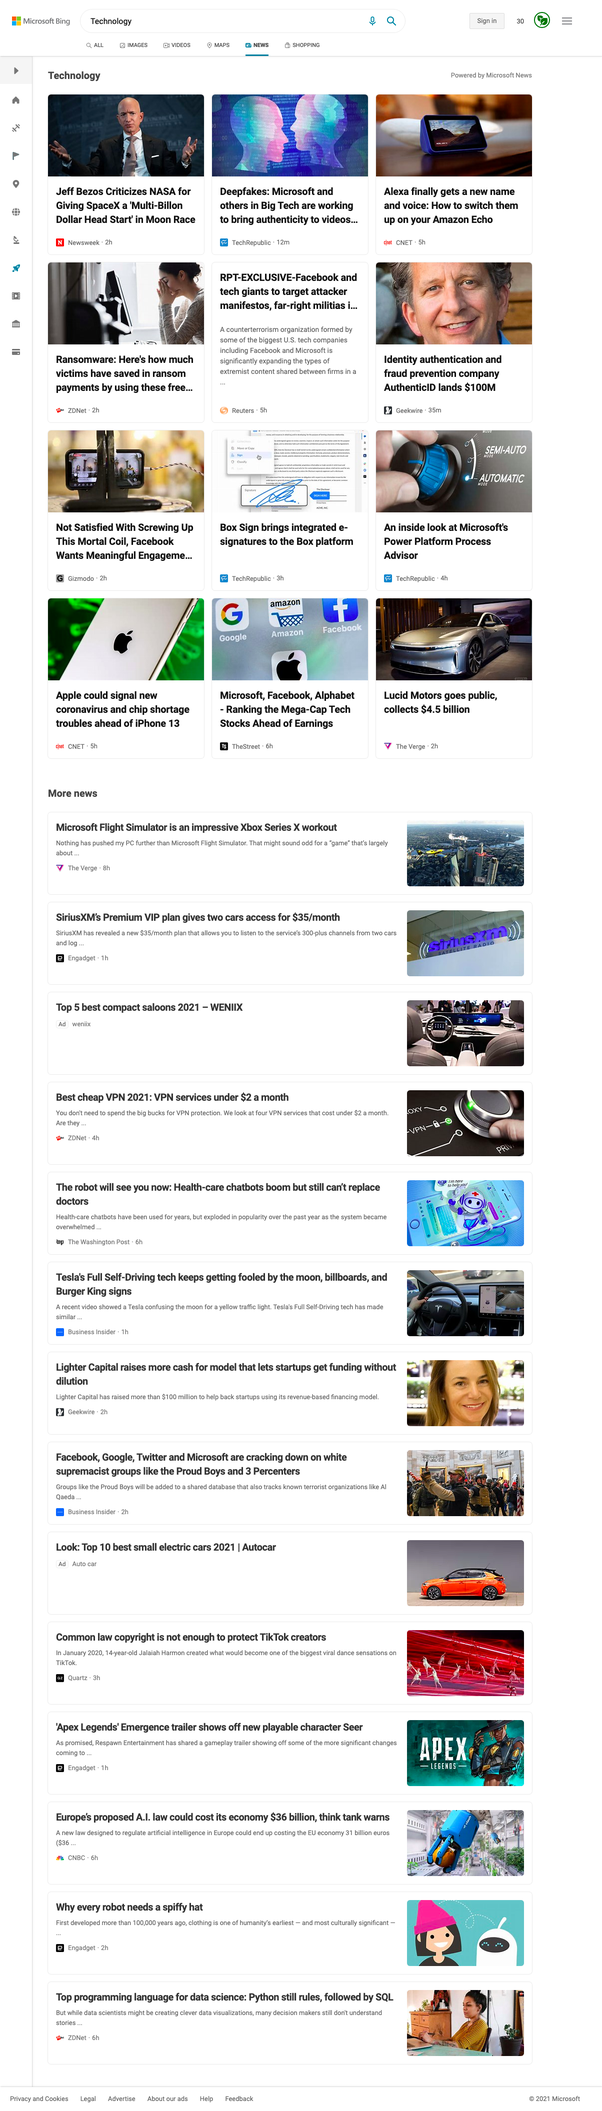 Microsoft Bing
Technology
Sign in
30
ALL
IMAGES
VIDEOS
MAPS
NEWS
SHOPPING
Technology
Powered by Microsoft News
Jeff Bezos Criticizes NASA for
Giving SpaceX a 'Multi-Billon
Dollar Head Start' in Moon Race
Newsweek · 2h
Deepfakes: Microsoft and
others in Big Tech are working
to bring authenticity to videos...
TechRepublic · 12m
Alexa finally gets a new name
and voice: How to switch them
up on your Amazon Echo
CNET · 5h
Ransomware: Here's how much
victims have saved in ransom
payments by using these free...
ZDNet · 2h
RPT-EXCLUSIVE-Facebook and
tech giants to target attacker
manifestos, far-right militias i...
A counterterrorism organization formed by
some of the biggest U.S. tech companies
including Facebook and Microsoft is
significantly expanding the types of
extremist content shared between firms in a
...
Reuters · 5h
Identity authentication and
fraud prevention company
AuthenticID lands $100M
Geekwire · 35m
Not Satisfied With Screwing Up
This Mortal Coil, Facebook
Wants Meaningful Engageme...
Gizmodo · 2h
Box Sign brings integrated e-
signatures to the Box platform
TechRepublic · 3h
SEMI-AUTO
AUTOMATIC
An inside look at Microsoft's
Power Platform Process
Advisor
TechRepublic · 4h
Apple could signal new
coronavirus and chip shortage
troubles ahead of iPhone 13
CNET · 5h
Google
amazon
Amazon
Facebook
Microsoft, Facebook, Alphabet
- Ranking the Mega-Cap Tech
Stocks Ahead of Earnings
TheStreet · 6h
Lucid Motors goes public,
collects $4.5 billion
The Verge · 2h
More news
Microsoft Flight Simulator is an impressive Xbox Series X workout
Nothing has pushed my PC further than Microsoft Flight Simulator. That might sound odd for a "game" that's largely
about ...
The Verge · 8h
SiriusXM's Premium VIP plan gives two cars access for $35/month
SiriusXM has revealed a new $35/month plan that allows you to listen to the service's 300-plus channels from two cars
and log ...
Engadget · 1h
siriusxm
Top 5 best compact saloons 2021 – WENIIX
Ad weniix
Best cheap VPN 2021: VPN services under $2 a month
You don't need to spend the big bucks for VPN protection. We look at four VPN services that cost under $2 a month.
Are they ...
ZDNet · 4h
OXY
VPN
PRI
The robot will see you now: Health-care chatbots boom but still can't replace
doctors
Health-care chatbots have been used for years, but exploded in popularity over the past year as the system became
overwhelmed ...
The Washington Post · 6h
Tesla's Full Self-Driving tech keeps getting fooled by the moon, billboards, and
Burger King signs
A recent video showed a Tesla confusing the moon for a yellow traffic light. Tesla's Full Self-Driving tech has made
similar ...
Business Insider · 1h
Lighter Capital raises more cash for model that lets startups get funding without
dilution
Lighter Capital has raised more than $100 million to help back startups using its revenue-based financing model.
Geekwire · 2h
Facebook, Google, Twitter and Microsoft are cracking down on white
supremacist groups like the Proud Boys and 3 Percenters
Groups like the Proud Boys will be added to a shared database that also tracks known terrorist organizations like Al
Qaeda ...
Business Insider · 2h
Look: Top 10 best small electric cars 2021 | Autocar
Ad Auto car
Common law copyright is not enough to protect TikTok creators
In January 2020, 14-year-old Jalaiah Harmon created what would become one of the biggest viral dance sensations on
TikTok.
Quartz · 3h
'Apex Legends' Emergence trailer shows off new playable character Seer
As promised, Respawn Entertainment has shared a gameplay trailer showing off some of the more significant changes
coming to ...
Engadget · 1h
APEX
LEGENDS
Europe's proposed A.I. law could cost its economy $36 billion, think tank warns
A new law designed to regulate artificial intelligence in Europe could end up costing the EU economy 31 billion euros
($36 ...
CNBC · 6h
Why every robot needs a spiffy hat
First developed more than 100,000 years ago, clothing is one of humanity's earliest — and most culturally significant —
...
Engadget · 2h
Top programming language for data science: Python still rules, followed by SQL
But while data scientists might be creating clever data visualizations, many decision makers still don't understand
stories ...
ZDNet · 6h
Privacy and Cookies
Legal
Advertise
About our ads
Help
Feedback
© 2021 Microsoft